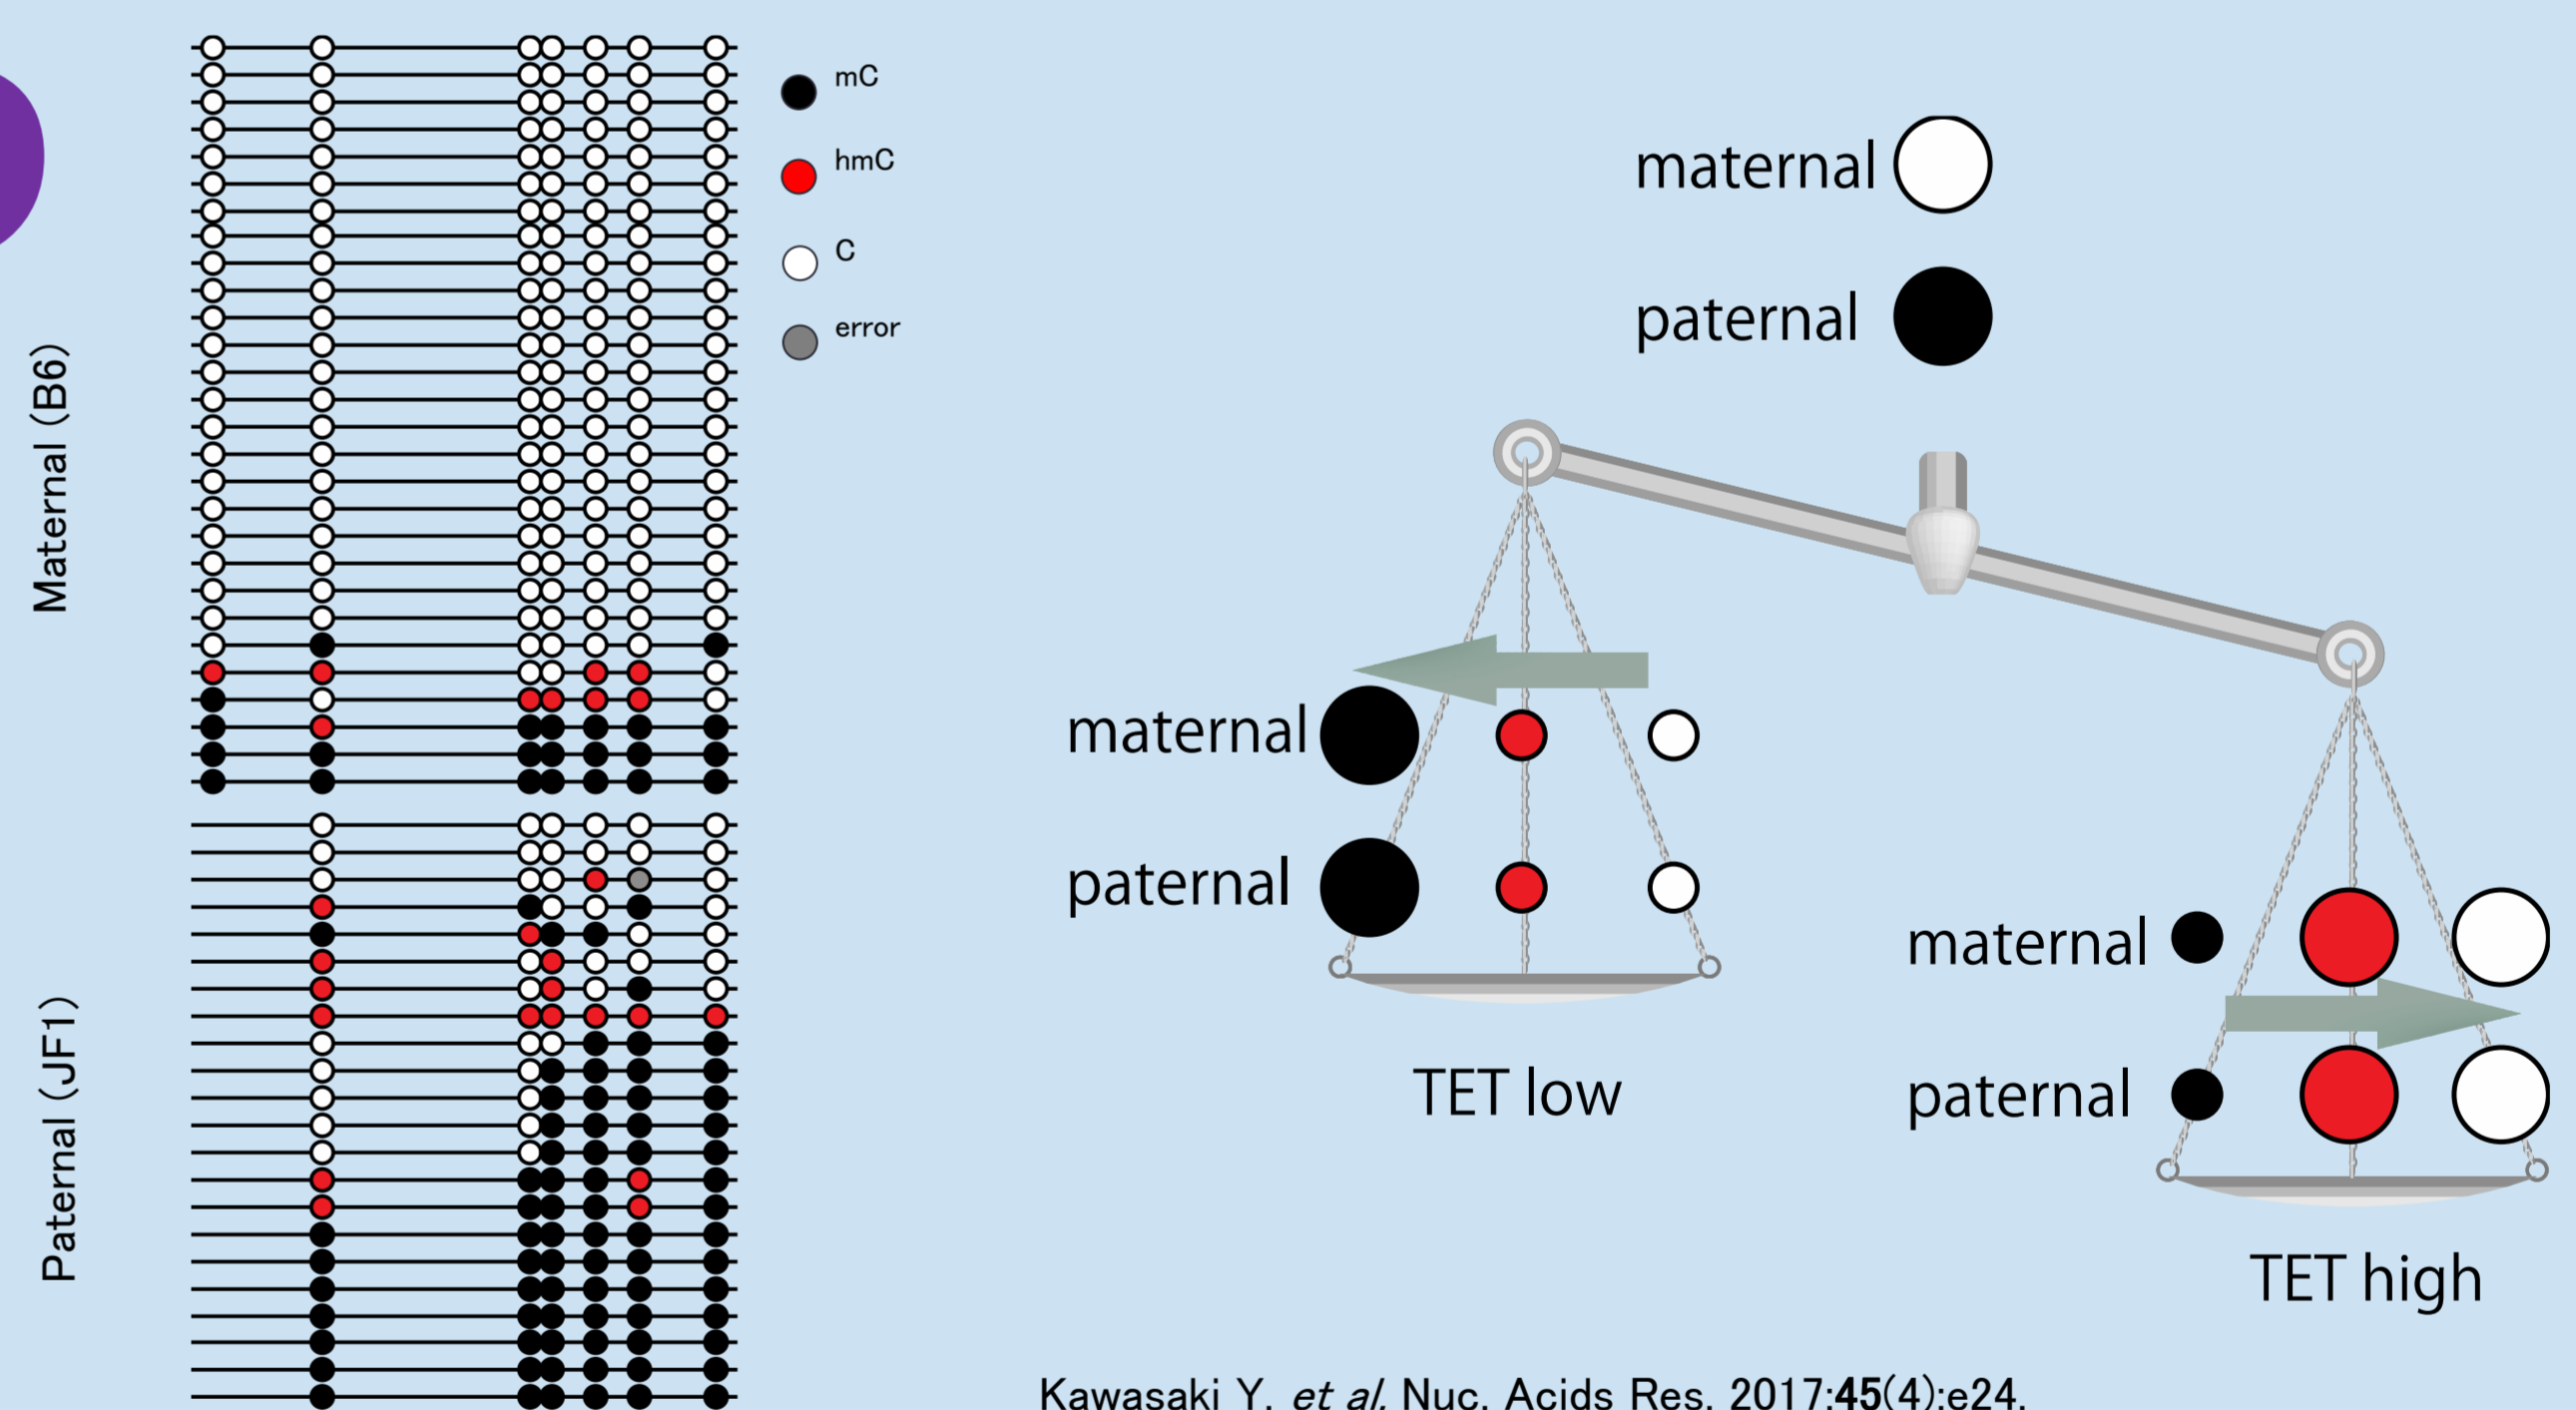 Maternal (B6)
Paternal (JF1)
mC
hmC
C
error
maternal
paternal
maternal
paternal
TET low
maternal
paternal
TET high
Kawasaki Y. et al, Nuc. Acids Res. 2017;45(4):e24.